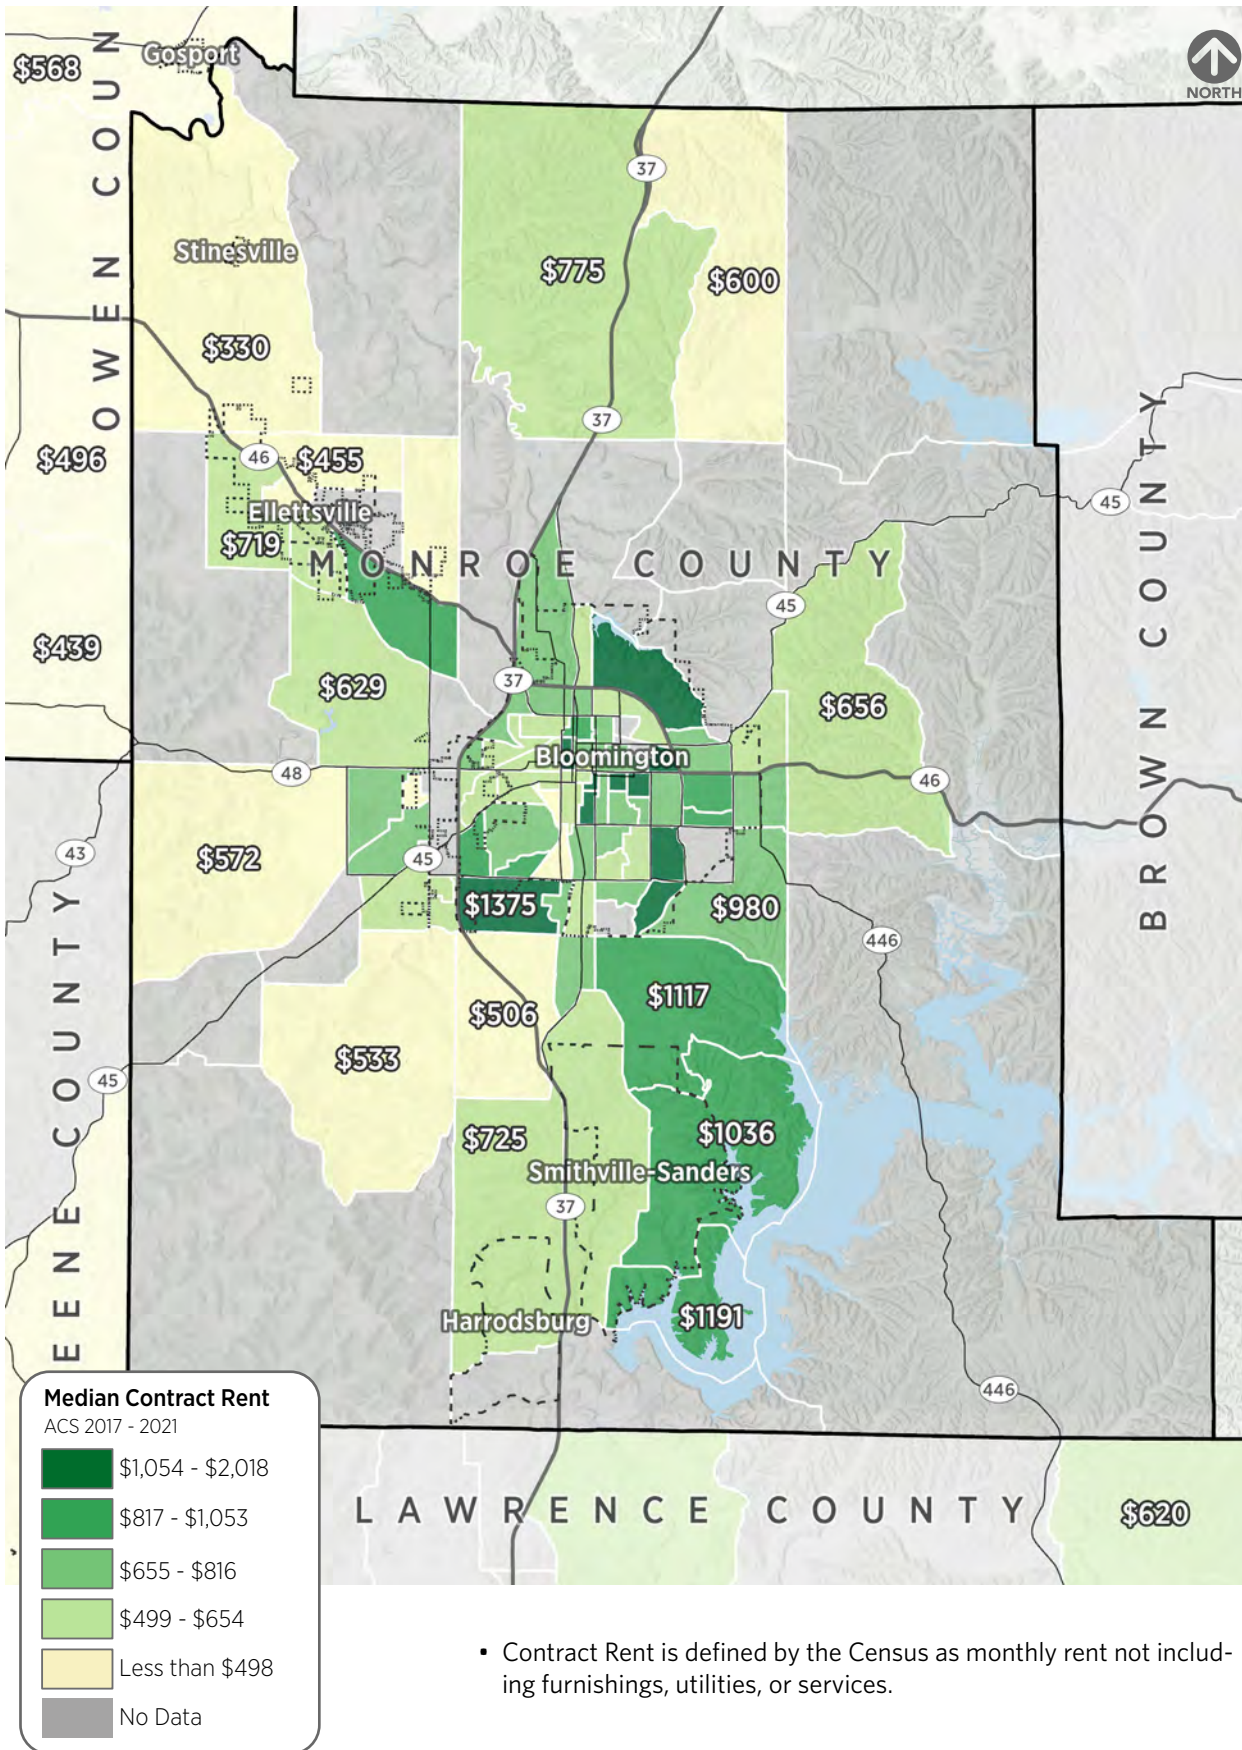 Gosport
$568
NORTH
OWEN COUN
37
Stinesville
$775
$600
$330
37
$496
46
$455
45
Ellettsville
$719
MONROE COUNTY
BROWN COUNTY
45
$439
37
$629
$656
Bloomington
48
46
43
$572
45
$1375
$980
446
$1117
$506
$533
45
EENE COUNTY
$725
$1036
Smithville-Sanders
37
Harrodsburg
$1191
446
LAWRENCE COUNTY
$620
Median Contract Rent
ACS 2017 - 2021
$1,054 - $2,018
$817 - $1,053
$655 - $816
$499 - $654
Less than $498
No Data
• Contract Rent is defined by the Census as monthly rent not includ-
ing furnishings, utilities, or services.